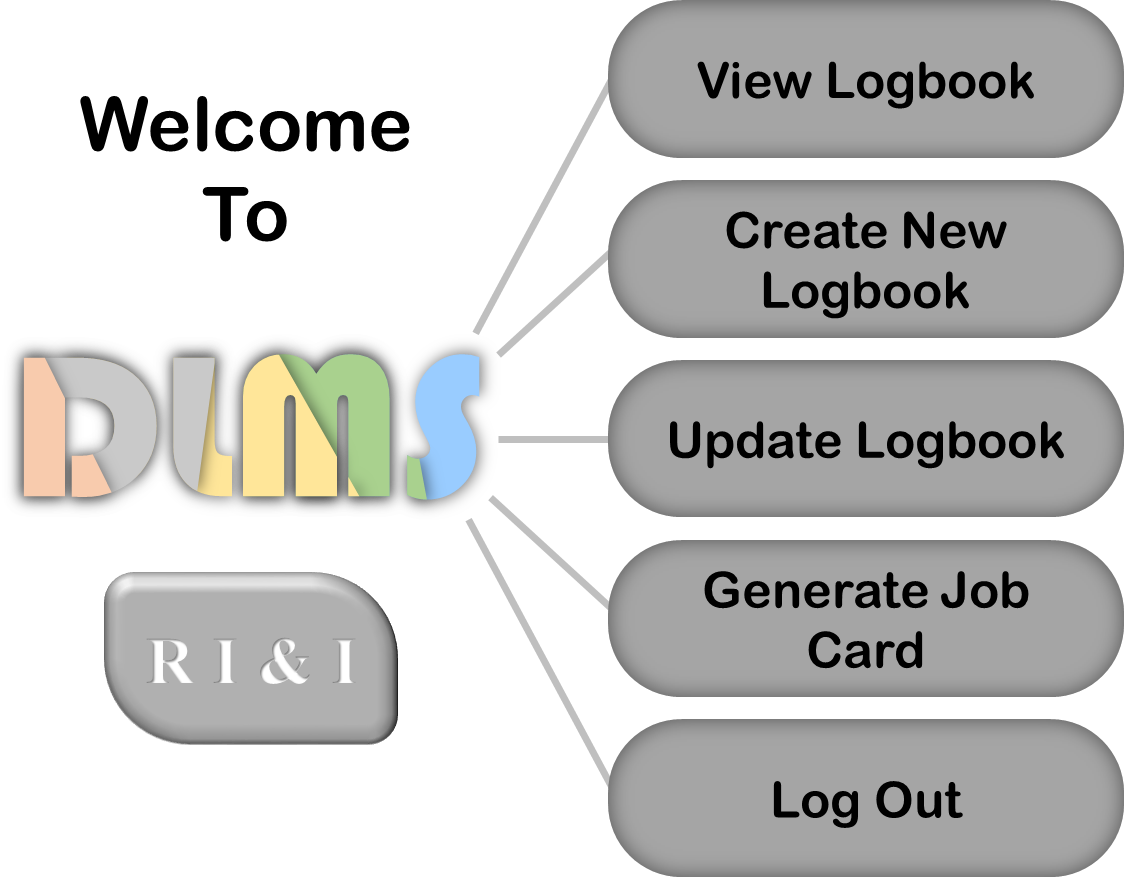 Welcome
To
DLMS
R I & I
View Logbook
Create New
Logbook
Update Logbook
Generate Job
Card
Log Out